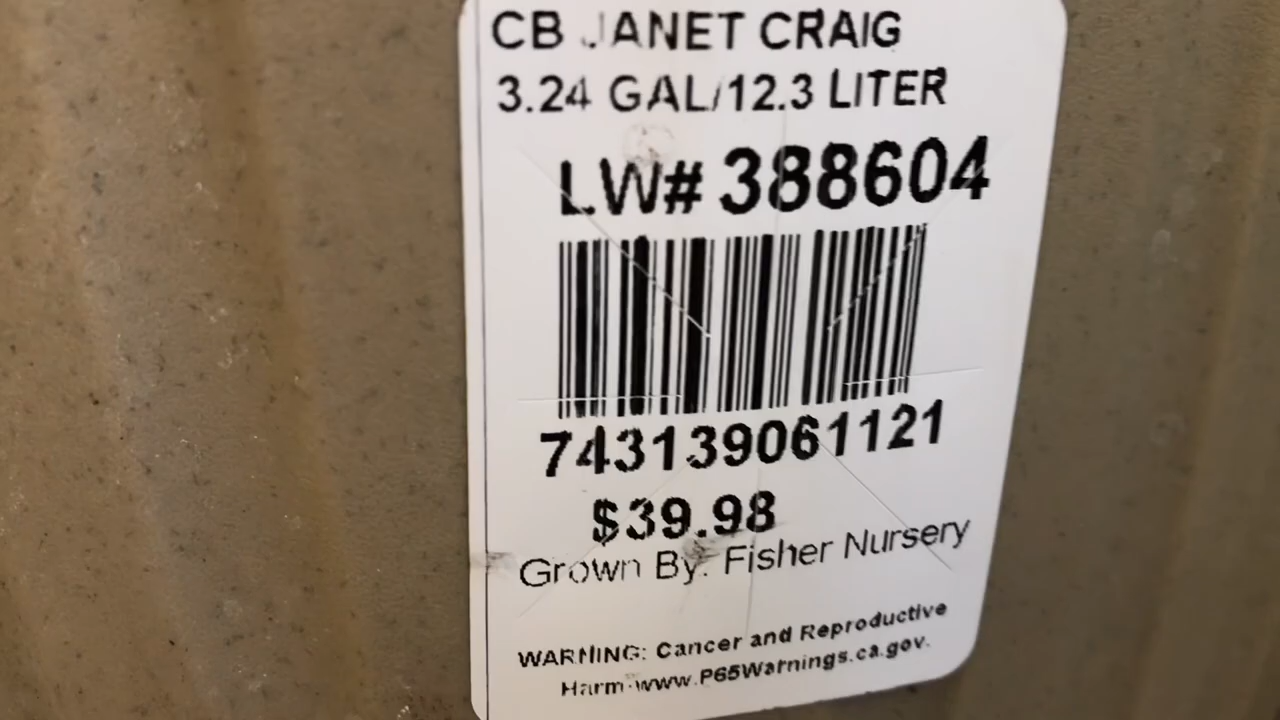 CB JANET CRAIG
3.24 GAL/12.3 LITER
LW# 388604
743139061121
$39.98
Grown By: Fisher Nursery
WARNING: Cancer and Reproductive
Harm-www.P65Warnings.ca.gov.